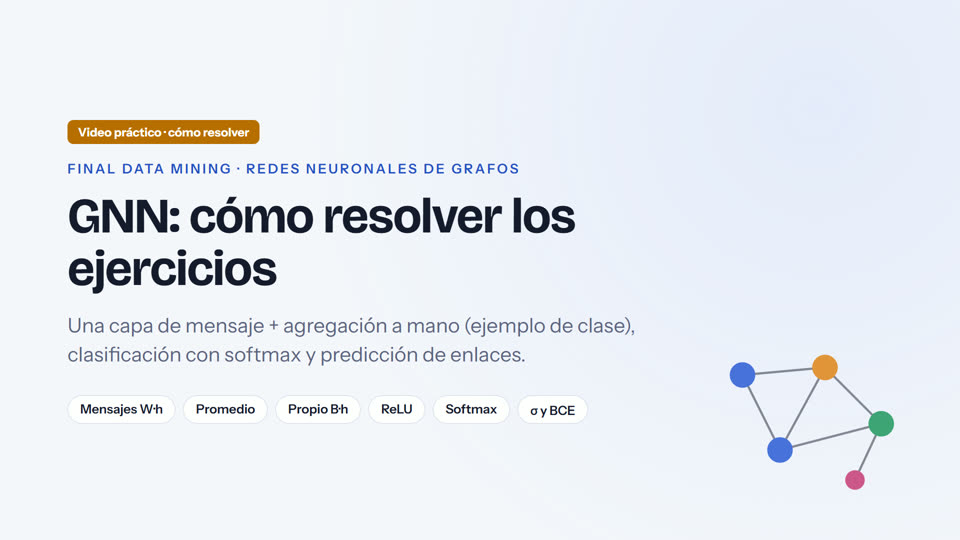 Video práctico · cómo resolver
FINAL DATA MINING · REDES NEURONALES DE GRAFOS
GNN: cómo resolver los
ejercicios
Una capa de mensaje + agregación a mano (ejemplo de clase),
clasificación con softmax y predicción de enlaces.
Mensajes W·h Promedio Propio B·h ReLU Softmax σ y BCE